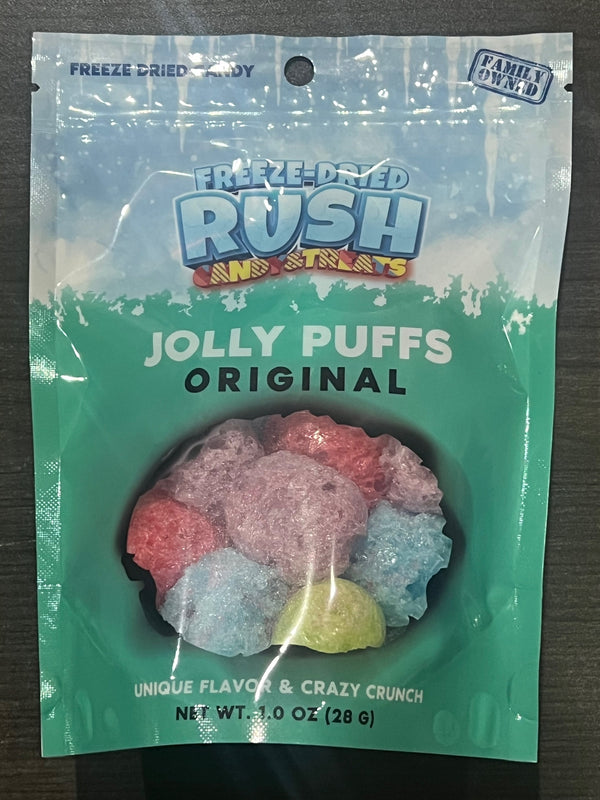 FREEZE DRIED CANDY
FAMILY
OWNED
FREEZE-DRIED
RUSH
CANDY & TREATS
JOLLY PUFFS
ORIGINAL
UNIQUE FLAVOR & CRAZY CRUNCH
NET WT. 1.0 OZ (28 G)